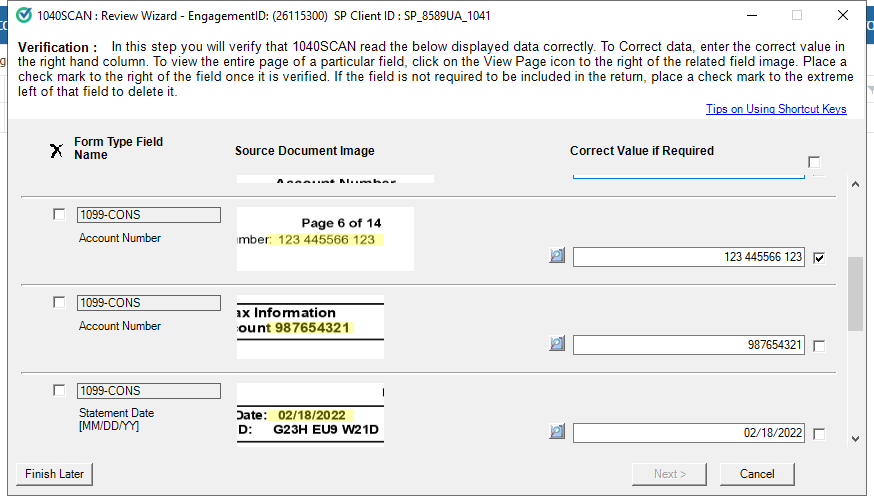 1040SCAN : Review Wizard - EngagementID: (26115300) SP Client ID : SP_8589UA_1041
Verification : In this step you will verify that 1040SCAN read the below displayed data correctly. To Correct data, enter the correct value in
the right hand column. To view the entire page of a particular field, click on the View Page icon to the right of the related field image. Place a
check mark to the right of the field once it is verified. If the field is not required to be included in the return, place a check mark to the extreme
left of that field to delete it.
Tips on Using Shortcut Keys
X Form Type Field
Name
Source Document Image
Correct Value if Required
Account Number
1099-CONS
Account Number
Page 6 of 14
mber: 123 445566 123
123 445566 123
1099-CONS
Account Number
ax Information
ount 987654321
987654321
1099-CONS
Statement Date
[MM/DD/YY]
Date: 02/18/2022
D: G23H EU9 W21D
02/18/2022
Finish Later
Next >
Cancel